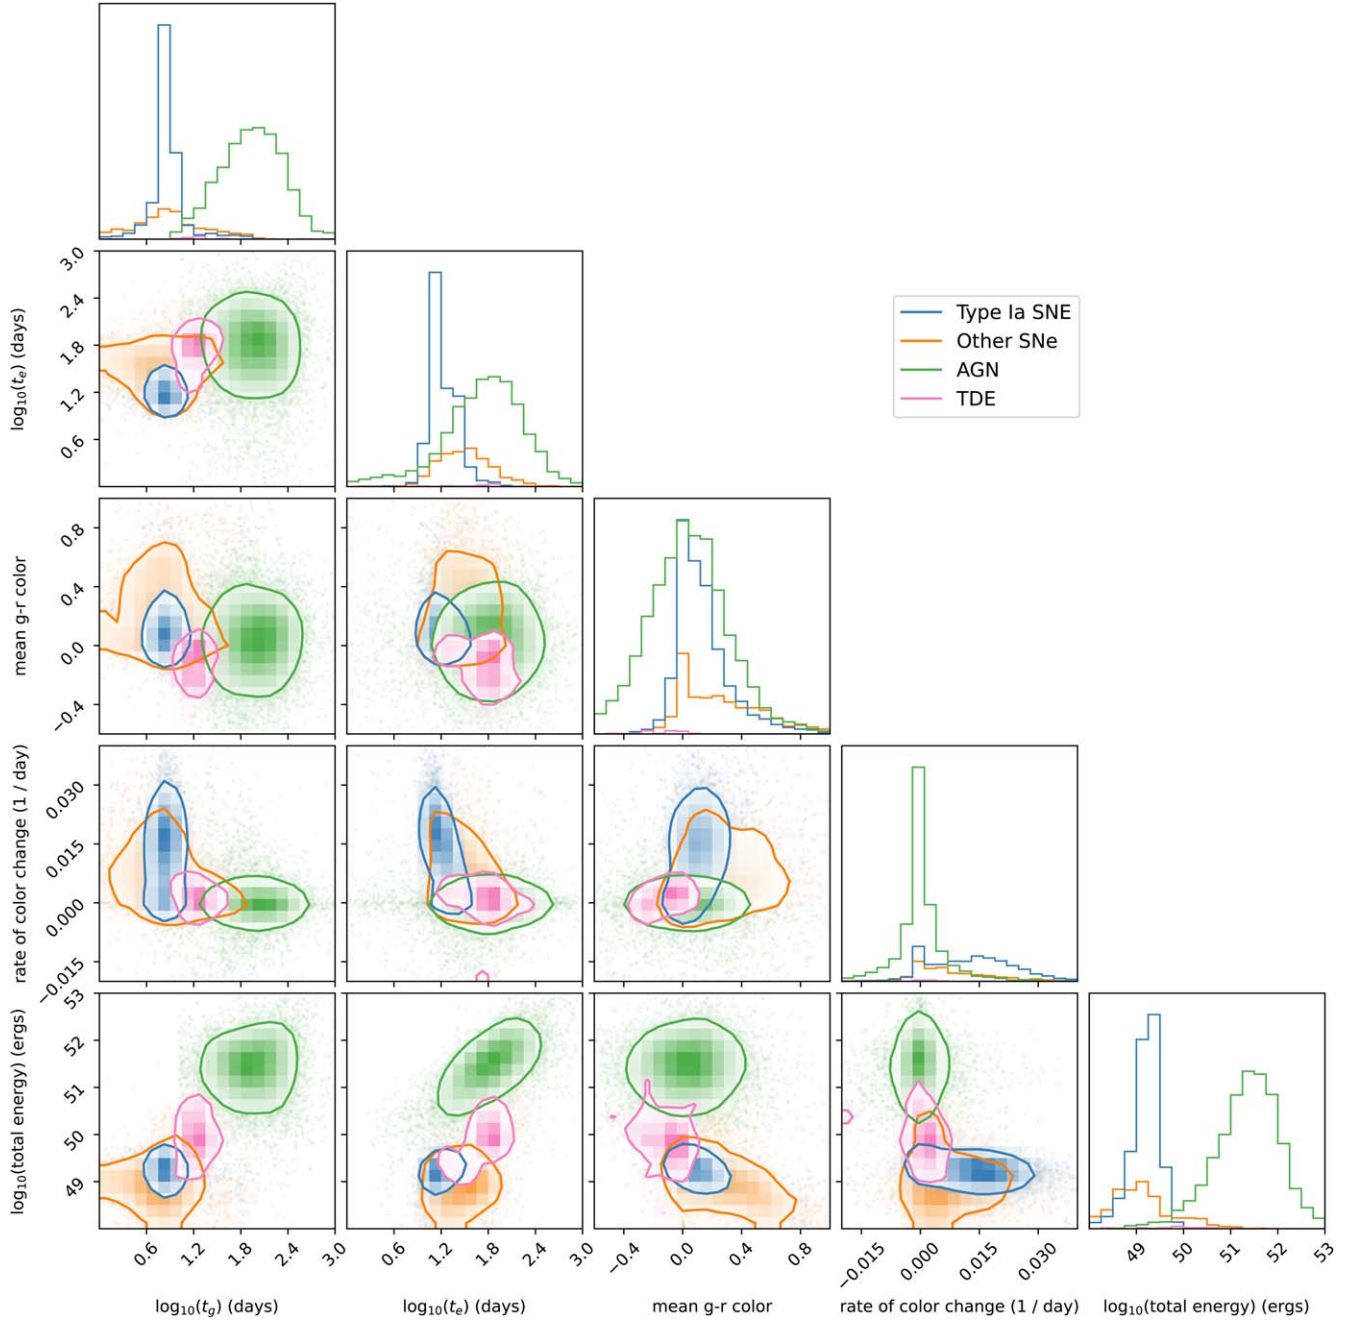 3.0
2.4
1.8
1.2
0.6
log₁₀(tₑ) (days)
Type Ia SNE
Other SNe
AGN
TDE
0.8
0.4
0.0
−0.4
mean g-r color
0.030
0.015
0.000
−0.015
rate of color change (1 / day)
53
52
51
50
49
log₁₀(total energy) (ergs)
0.6 1.2 1.8 2.4 3.0
0.6 1.2 1.8 2.4 3.0
−0.4 0.0 0.4 0.8
−0.015 0.000 0.015 0.030
49 50 51 52 53
log₁₀(t_g) (days)
log₁₀(tₑ) (days)
mean g-r color
rate of color change (1 / day)
log₁₀(total energy) (ergs)